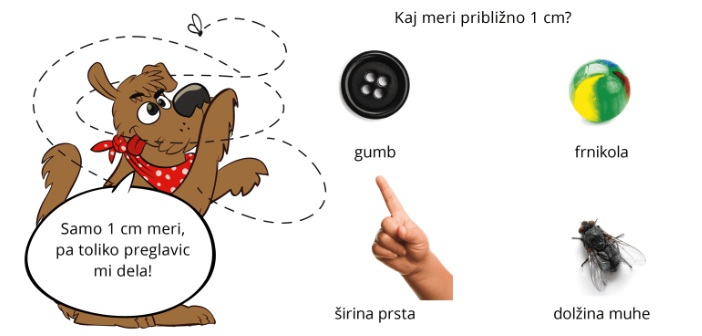 Kaj meri približno 1 cm?
gumb
frnikola
Samo 1 cm meri,
pa toliko preglavic
mi dela!
širina prsta
dolžina muhe